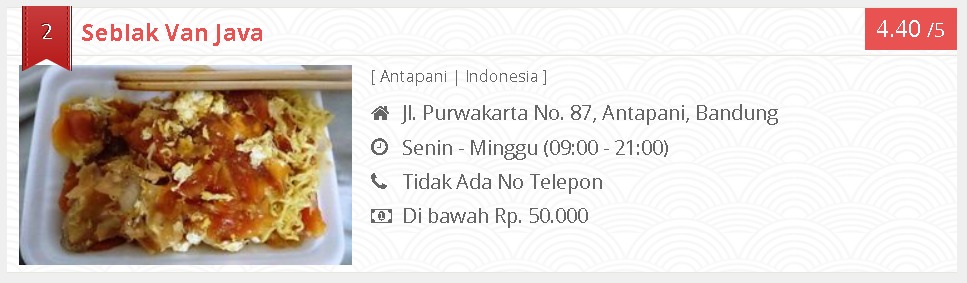 2
Seblak Van Java
4.40 /5
[ Antapani | Indonesia ]
Jl. Purwakarta No. 87, Antapani, Bandung
Senin - Minggu (09:00 - 21:00)
Tidak Ada No Telepon
Di bawah Rp. 50.000